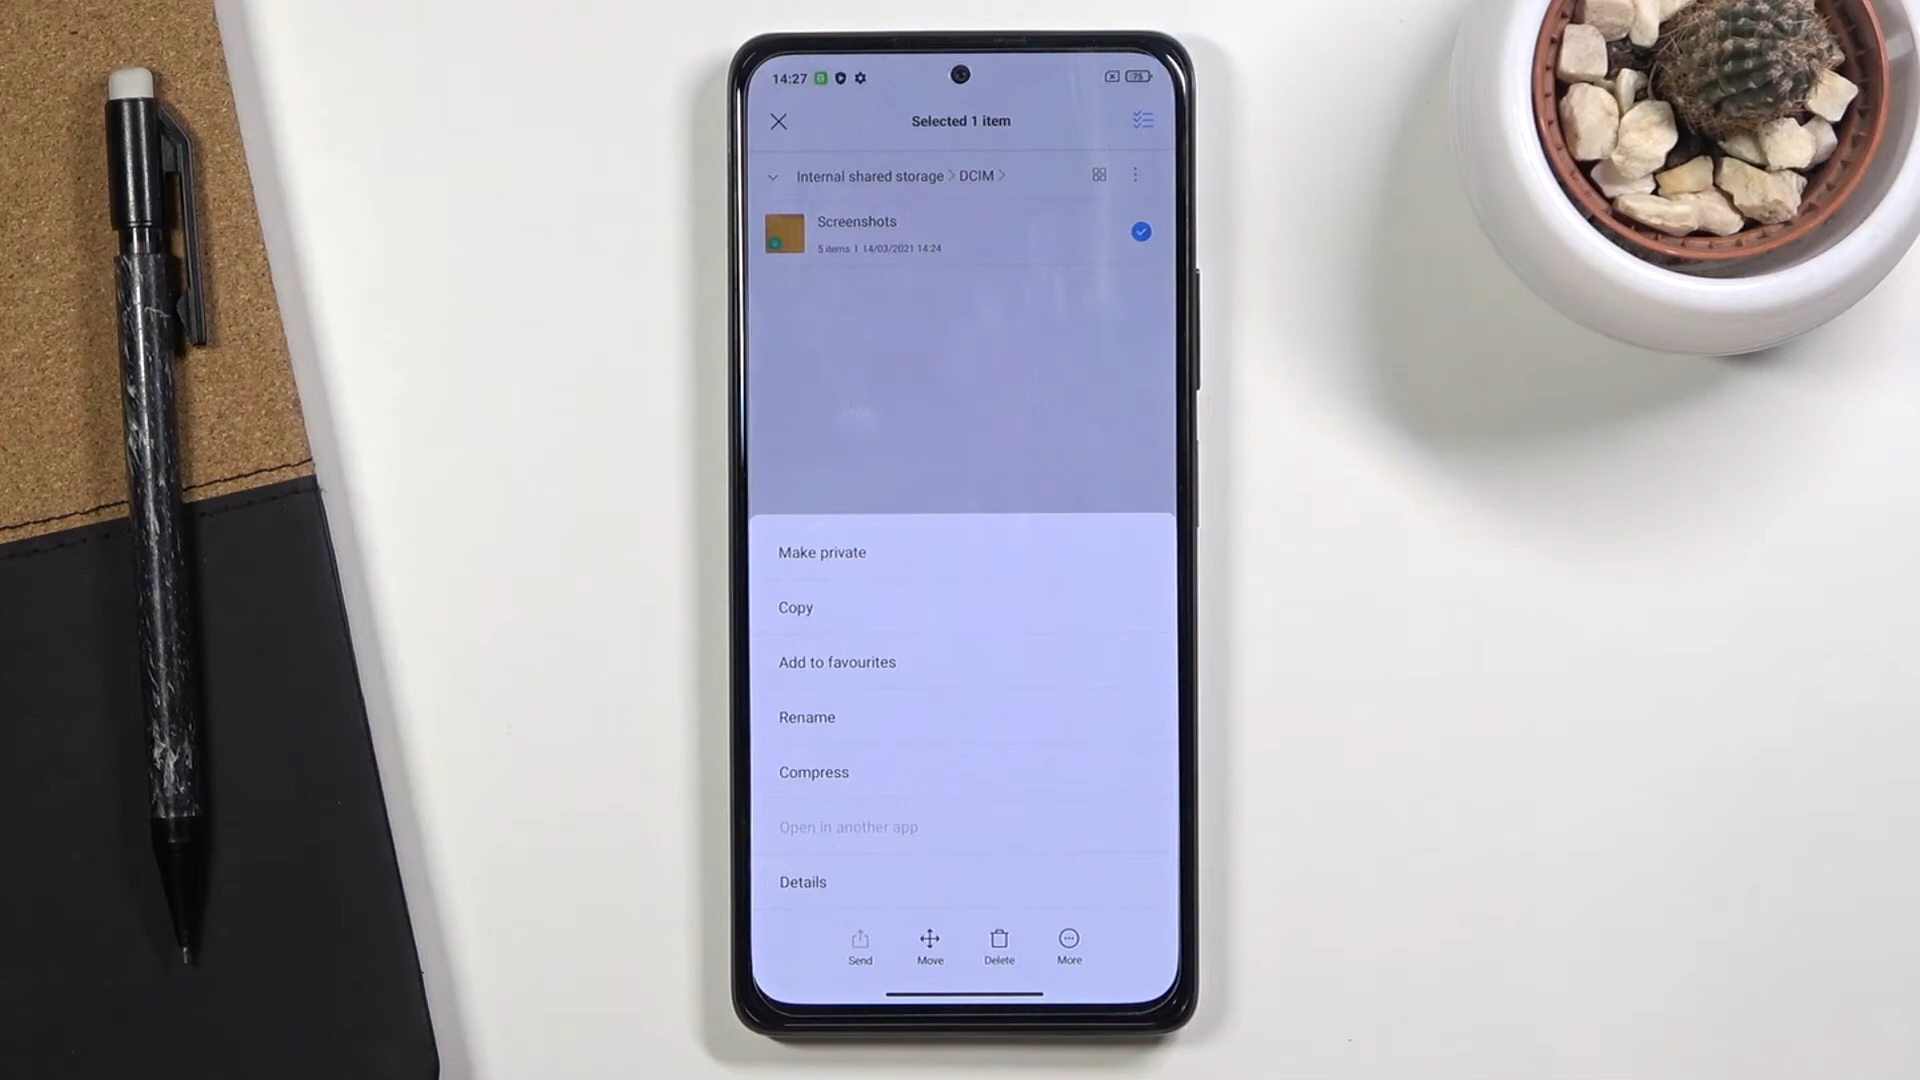 14:27 75
Selected 1 item
Internal shared storage > DCIM >
Screenshots
5 items | 14/03/2021 14:24
Make private
Copy
Add to favourites
Rename
Compress
Open in another app
Details
Send Move Delete More